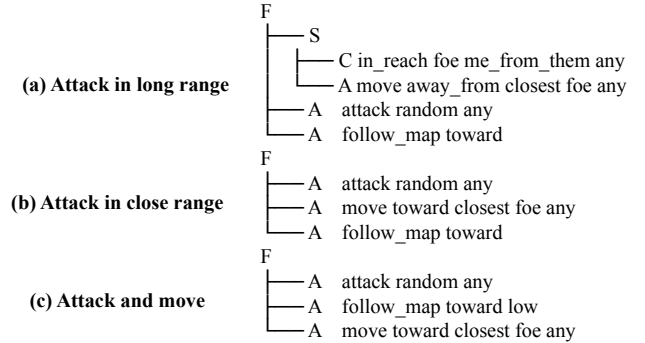 F
S
C in_reach foe me_from_them any
(a) Attack in long range
A move away_from closest foe any
A attack random any
A follow_map toward
F
A attack random any
(b) Attack in close range
A move toward closest foe any
A follow_map toward
F
A attack random any
(c) Attack and move
A follow_map toward low
A move toward closest foe any